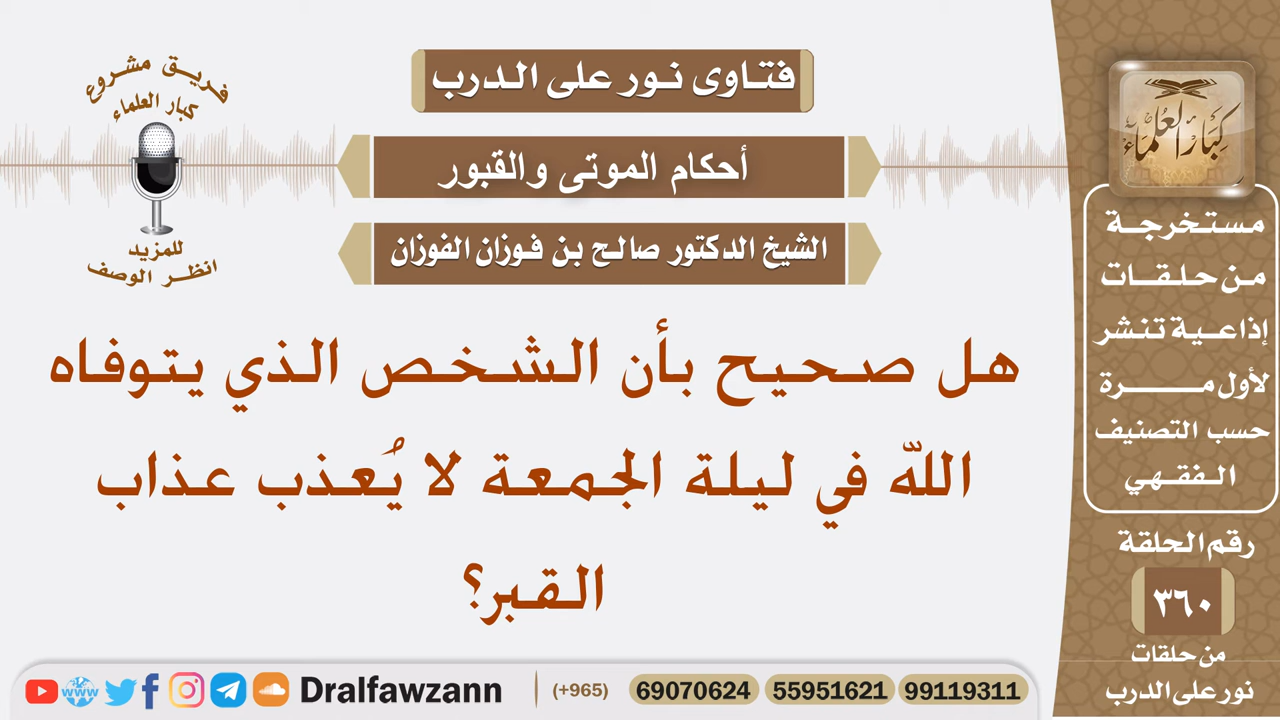 فتاوى نور على الدرب
أحكام الموتى والقبور
الشيخ الدكتور صالح بن فوزان الفوزان
فريق مشروع
كبار العلماء
للمزيد
انظر الوصف
هل صحيح بأن الشخص الذي يتوفاه
الله في ليلة الجمعة لا يُعذب عذاب
القبر؟
كبار العلماء
مستخرجة
من حلقات
إذاعية تنشر
لأول مرة
حسب التصنيف
الفقهي
رقم الحلقة
٣٦٠
من حلقات
نور على الدرب
www Dralfawzann (+965) 69070624 55951621 99119311